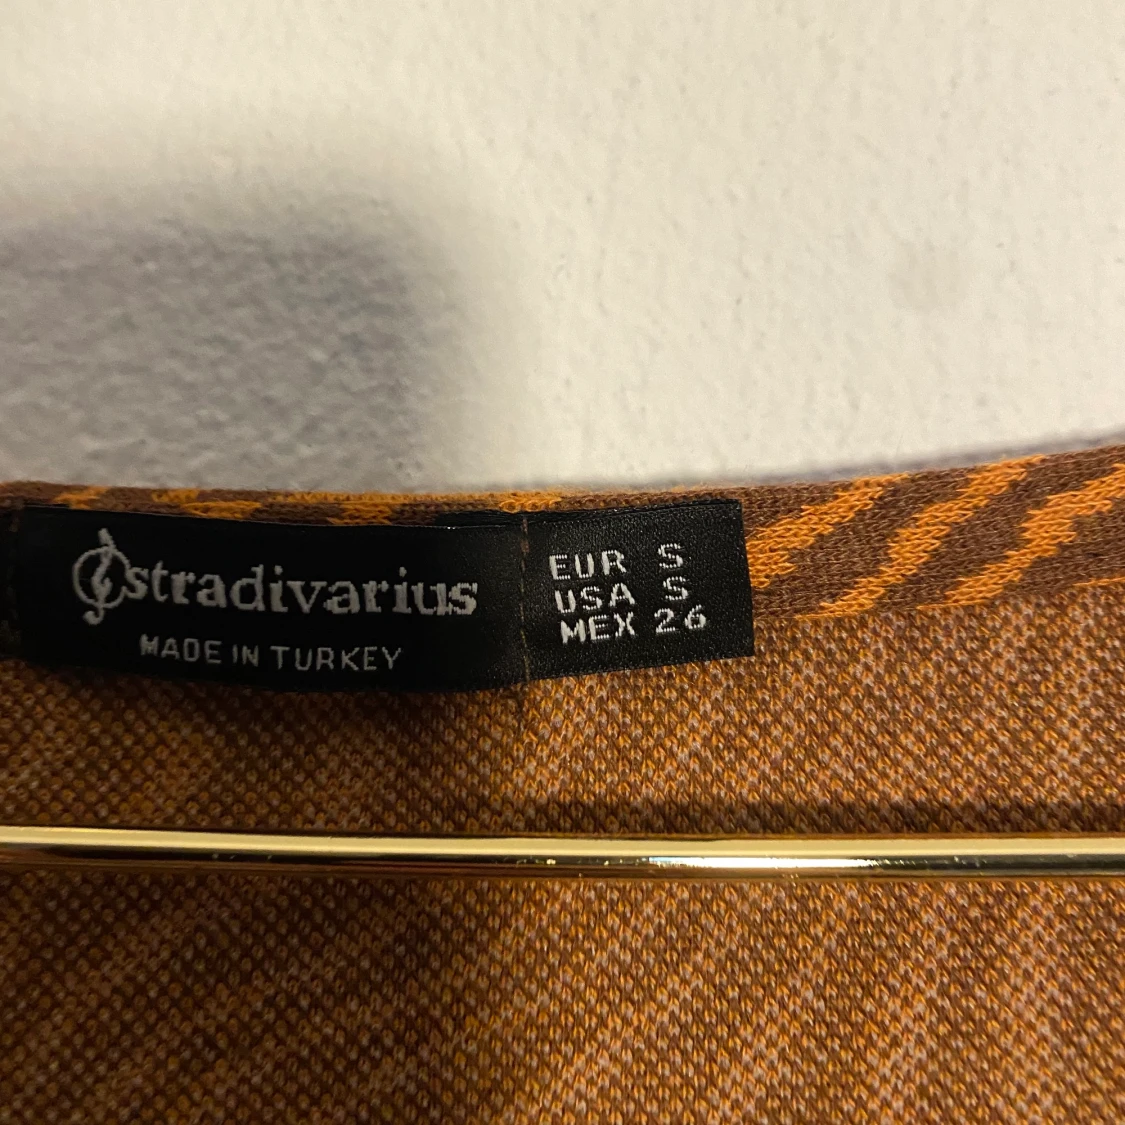 stradivarius
MADE IN TURKEY
EUR S
USA S
MEX 26